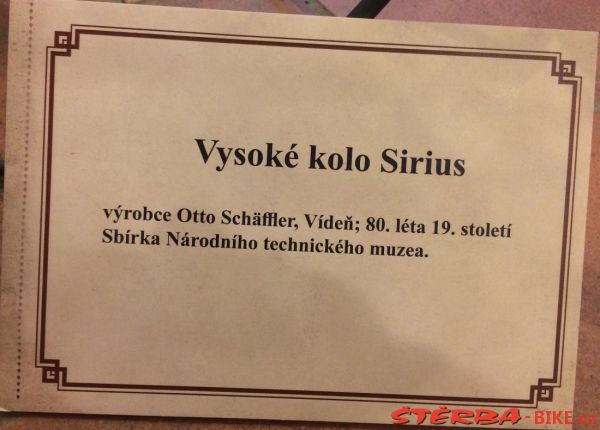 Vysoké kolo Sirius
výrobce Otto Schäffler, Vídeň; 80. léta 19. století
Sbírka Národního technického muzea.
ŠTĚRBA-BIKE.cz